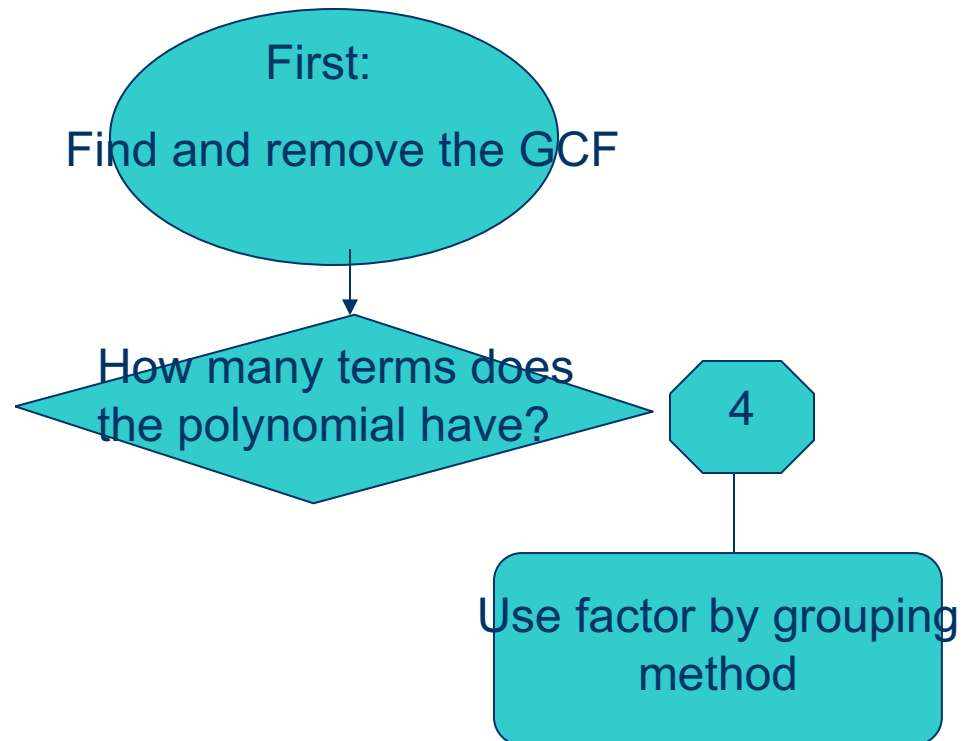 First:
Find and remove the GCF
How many terms does
the polynomial have?
4
Use factor by grouping
method